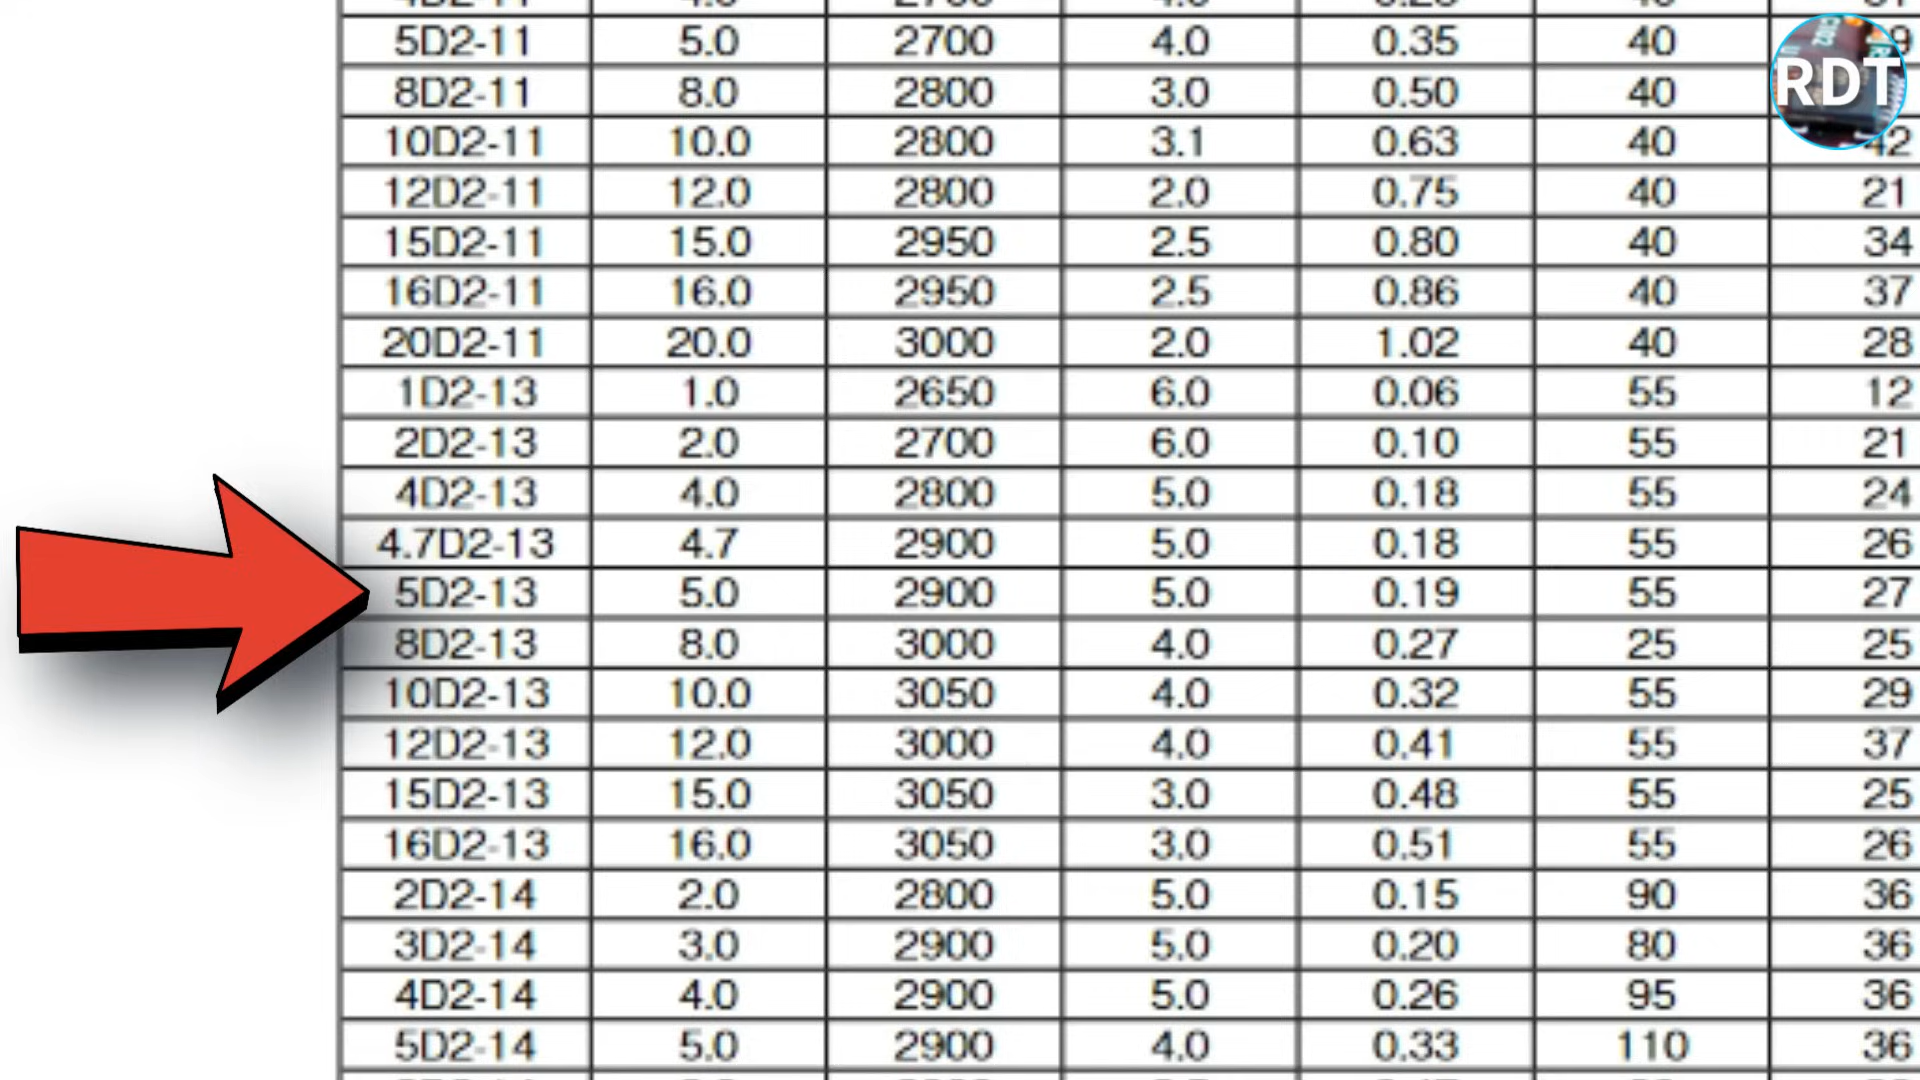 5D2-11 5.0 2700 4.0 0.35 40 9
8D2-11 8.0 2800 3.0 0.50 40
RDT
10D2-11 10.0 2800 3.1 0.63 40 42
12D2-11 12.0 2800 2.0 0.75 40 21
15D2-11 15.0 2950 2.5 0.80 40 34
16D2-11 16.0 2950 2.5 0.86 40 37
20D2-11 20.0 3000 2.0 1.02 40 28
1D2-13 1.0 2650 6.0 0.06 55 12
2D2-13 2.0 2700 6.0 0.10 55 21
4D2-13 4.0 2800 5.0 0.18 55 24
4.7D2-13 4.7 2900 5.0 0.18 55 26
5D2-13 5.0 2900 5.0 0.19 55 27
8D2-13 8.0 3000 4.0 0.27 25 25
10D2-13 10.0 3050 4.0 0.32 55 29
12D2-13 12.0 3000 4.0 0.41 55 37
15D2-13 15.0 3050 3.0 0.48 55 25
16D2-13 16.0 3050 3.0 0.51 55 26
2D2-14 2.0 2800 5.0 0.15 90 36
3D2-14 3.0 2900 5.0 0.20 80 36
4D2-14 4.0 2900 5.0 0.26 95 36
5D2-14 5.0 2900 4.0 0.33 110 36